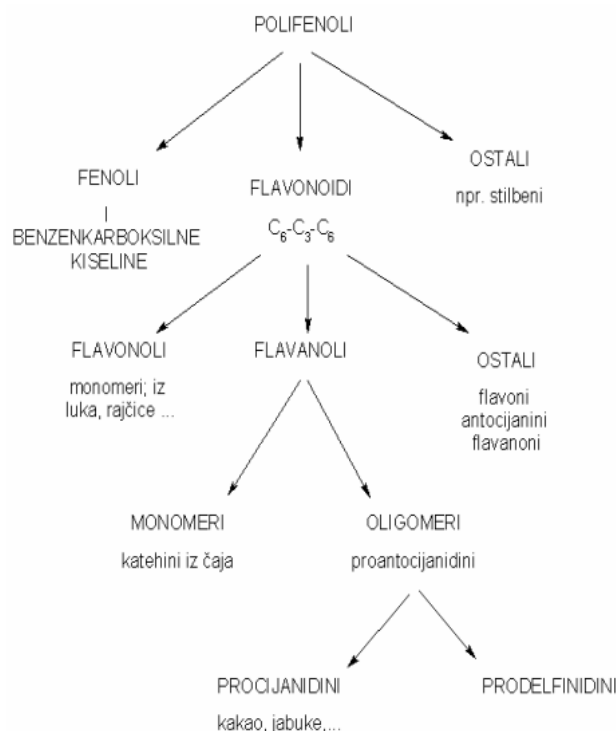 POLIFENOLI
FENOLI
I
BENZENKARBOKSILNE
KISELINE
FLAVONOIDI
C₆-C₃-C₆
OSTALI
npr. stilbeni
FLAVONOLI
monomeri; iz
luka, rajčice ...
FLAVANOLI
OSTALI
flavoni
antocijanini
flavanoni
MONOMERI
katehini iz čaja
OLIGOMERI
proantocijanidini
PROCIJANIDINI
kakao, jabuke,...
PRODELFINIDINI